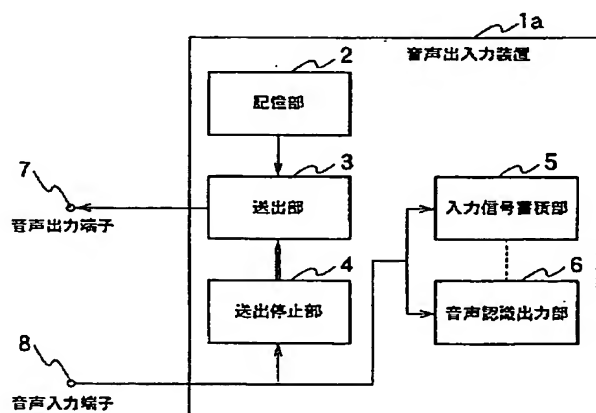 1a
音声出入力装置
2
記憶部
3
送出部
7
音声出力端子
5
入力信号蓄積部
4
送出停止部
6
音声認識出力部
8
音声入力端子